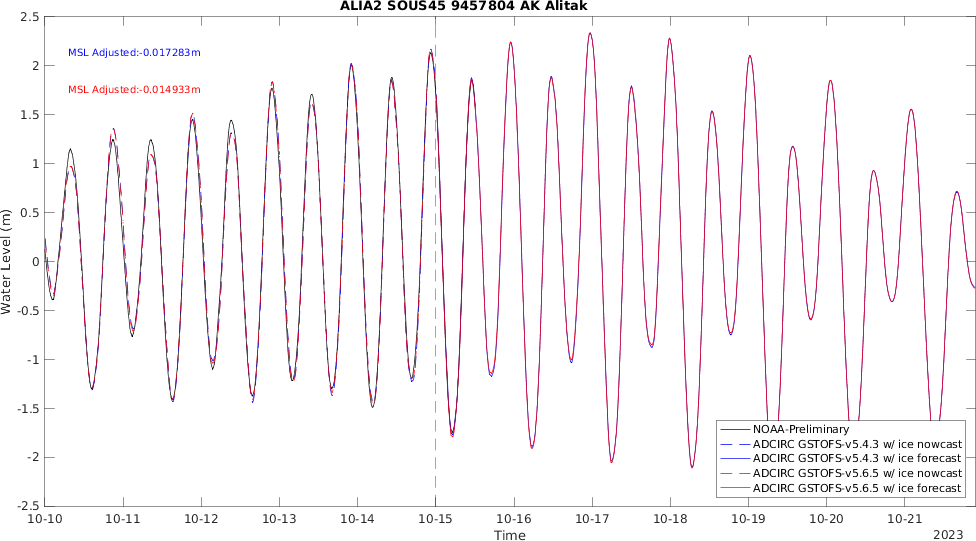 ALIA2 SOUS45 9457804 AK Alitak
MSL Adjusted:-0.017283m
MSL Adjusted:-0.014933m
Water Level (m)
2.5
2
1.5
1
0.5
0
-0.5
-1
-1.5
-2
-2.5
NOAA-Preliminary
ADCIRC GSTOFS-v5.4.3 w/ ice nowcast
ADCIRC GSTOFS-v5.4.3 w/ ice forecast
ADCIRC GSTOFS-v5.6.5 w/ ice nowcast
ADCIRC GSTOFS-v5.6.5 w/ ice forecast
10-10 10-11 10-12 10-13 10-14 10-15 10-16 10-17 10-18 10-19 10-20 10-21
Time
2023